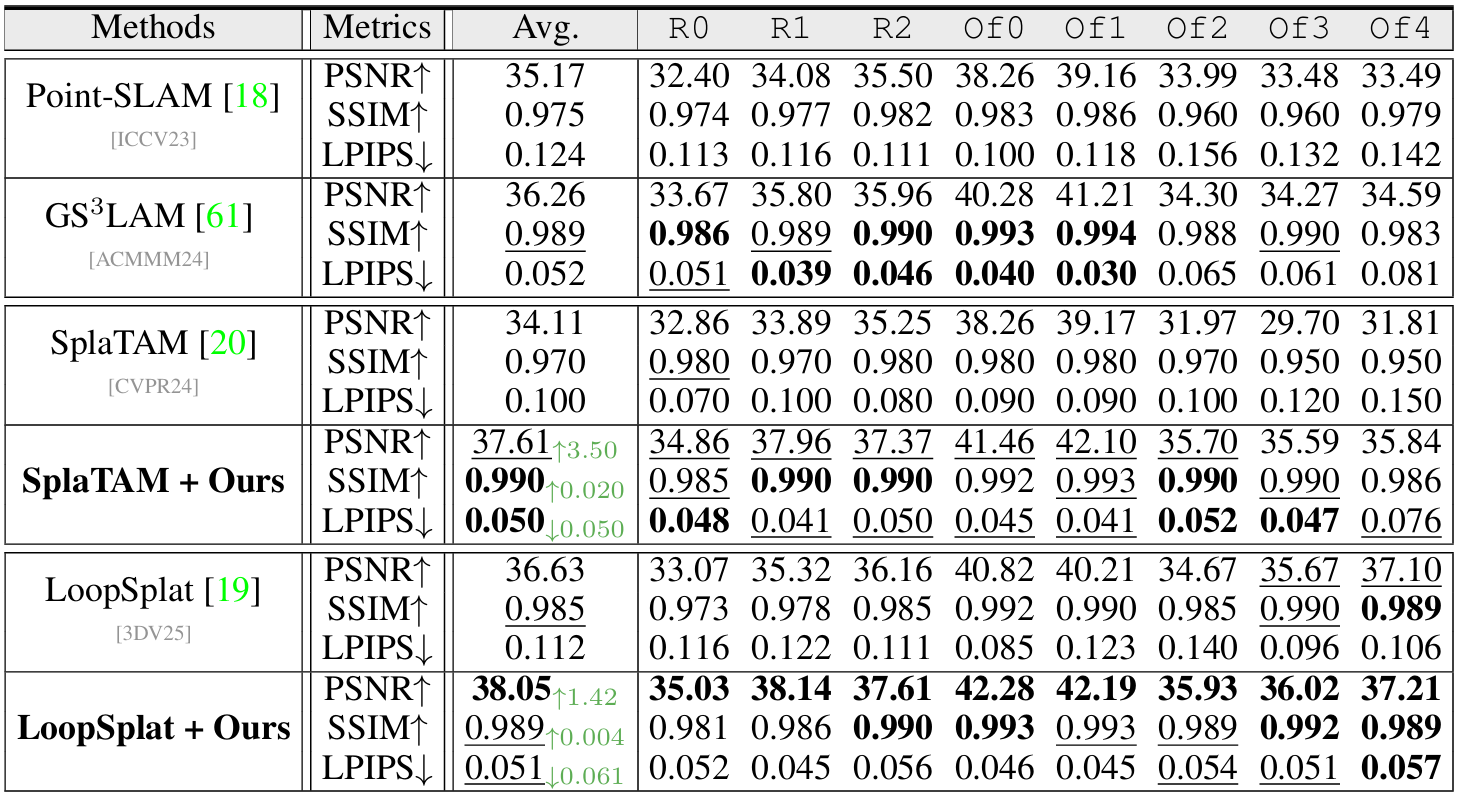 Methods Metrics Avg. R0 R1 R2 Of0 Of1 Of2 Of3 Of4
Point-SLAM [18] [ICCV23]
PSNR↑ 35.17 32.40 34.08 35.50 38.26 39.16 33.99 33.48 33.49
SSIM↑ 0.975 0.974 0.977 0.982 0.983 0.986 0.960 0.960 0.979
LPIPS↓ 0.124 0.113 0.116 0.111 0.100 0.118 0.156 0.132 0.142
GS³LAM [61] [ACMMM24]
PSNR↑ 36.26 33.67 35.80 35.96 40.28 41.21 34.30 34.27 34.59
SSIM↑ 0.989 0.986 0.989 0.990 0.993 0.994 0.988 0.990 0.983
LPIPS↓ 0.052 0.051 0.039 0.046 0.040 0.030 0.065 0.061 0.081
SplaTAM [20] [CVPR24]
PSNR↑ 34.11 32.86 33.89 35.25 38.26 39.17 31.97 29.70 31.81
SSIM↑ 0.970 0.980 0.970 0.980 0.980 0.980 0.970 0.950 0.950
LPIPS↓ 0.100 0.070 0.100 0.080 0.090 0.090 0.100 0.120 0.150
SplaTAM + Ours
PSNR↑ 37.61↑3.50 34.86 37.96 37.37 41.46 42.10 35.70 35.59 35.84
SSIM↑ 0.990↑0.020 0.985 0.990 0.990 0.992 0.993 0.990 0.990 0.986
LPIPS↓ 0.050↓0.050 0.048 0.041 0.050 0.045 0.041 0.052 0.047 0.076
LoopSplat [19] [3DV25]
PSNR↑ 36.63 33.07 35.32 36.16 40.82 40.21 34.67 35.67 37.10
SSIM↑ 0.985 0.973 0.978 0.985 0.992 0.990 0.985 0.990 0.989
LPIPS↓ 0.112 0.116 0.122 0.111 0.085 0.123 0.140 0.096 0.106
LoopSplat + Ours
PSNR↑ 38.05↑1.42 35.03 38.14 37.61 42.28 42.19 35.93 36.02 37.21
SSIM↑ 0.989↑0.004 0.981 0.986 0.990 0.993 0.993 0.989 0.992 0.989
LPIPS↓ 0.051↓0.061 0.052 0.045 0.056 0.046 0.045 0.054 0.051 0.057